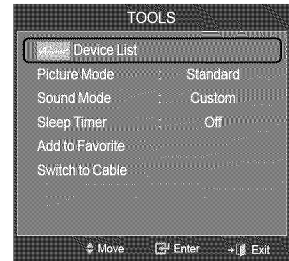 TOOLS
Device List
Picture Mode : Standard
Sound Mode : Custom
Sleep Timer : Off
Add to Favorite
Switch to Cable
Move Enter Exit